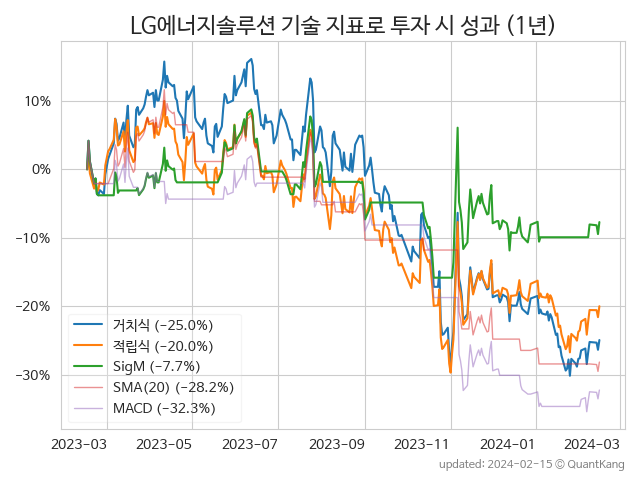 LG에너지솔루션 기술 지표로 투자 시 성과 (1년)
10%
0%
−10%
−20%
−30%
거치식 (−25.0%)
적립식 (−20.0%)
SigM (−7.7%)
SMA(20) (−28.2%)
MACD (−32.3%)
2023-03 2023-05 2023-07 2023-09 2023-11 2024-01 2024-03
updated: 2024-02-15 © QuantKang